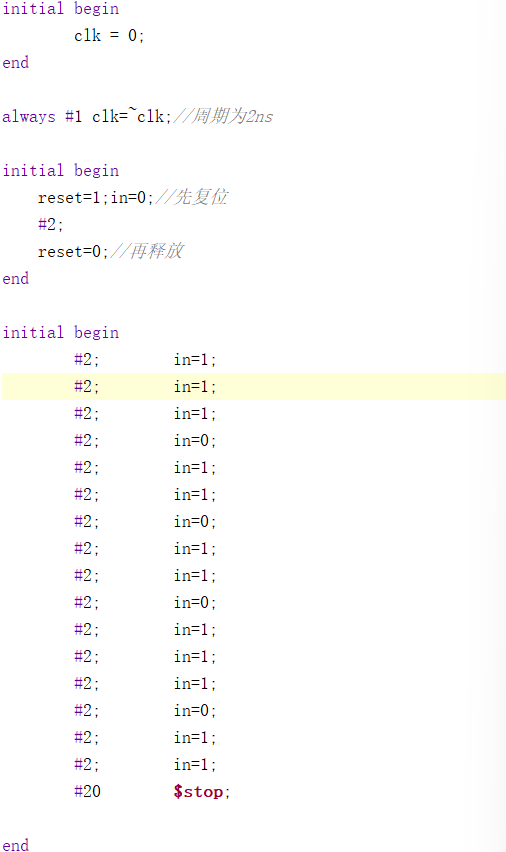 initial begin
        clk = 0;
end

always #1 clk=~clk;//周期为2ns

initial begin
    reset=1;in=0;//先复位
    #2;
    reset=0;//再释放
end

initial begin
        #2;        in=1;
        #2;        in=1;
        #2;        in=1;
        #2;        in=0;
        #2;        in=1;
        #2;        in=1;
        #2;        in=0;
        #2;        in=1;
        #2;        in=1;
        #2;        in=0;
        #2;        in=1;
        #2;        in=1;
        #2;        in=1;
        #2;        in=0;
        #2;        in=1;
        #2;        in=1;
        #20        $stop;

end